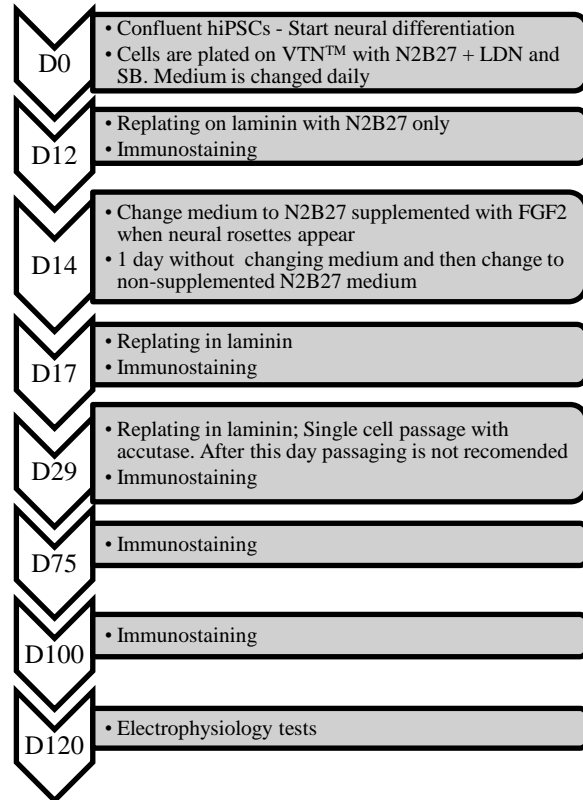 D0
• Confluent hiPSCs - Start neural differentiation
• Cells are plated on VTN™ with N2B27 + LDN and
SB. Medium is changed daily
D12
• Replating on laminin with N2B27 only
• Immunostaining
D14
• Change medium to N2B27 supplemented with FGF2
when neural rosettes appear
• 1 day without changing medium and then change to
non-supplemented N2B27 medium
D17
• Replating in laminin
• Immunostaining
D29
• Replating in laminin; Single cell passage with
accutase. After this day passaging is not recomended
• Immunostaining
D75
• Immunostaining
D100
• Immunostaining
D120
• Electrophysiology tests